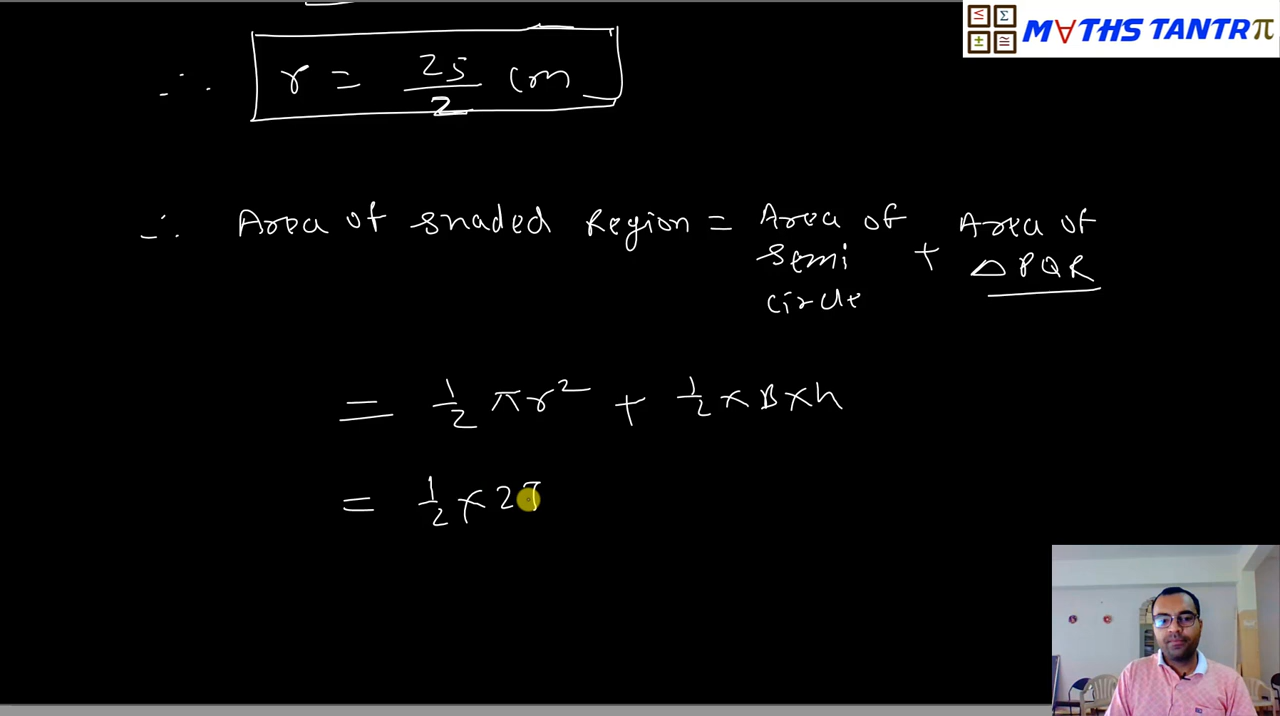 ≤ Σ ± ≅ M∀THS TANTRπ
∴ r = 25/2 cm
∴ Area of shaded Region = Area of semi circle + Area of △PQR
= 1/2 πr² + 1/2 × B × h
= 1/2 × 2